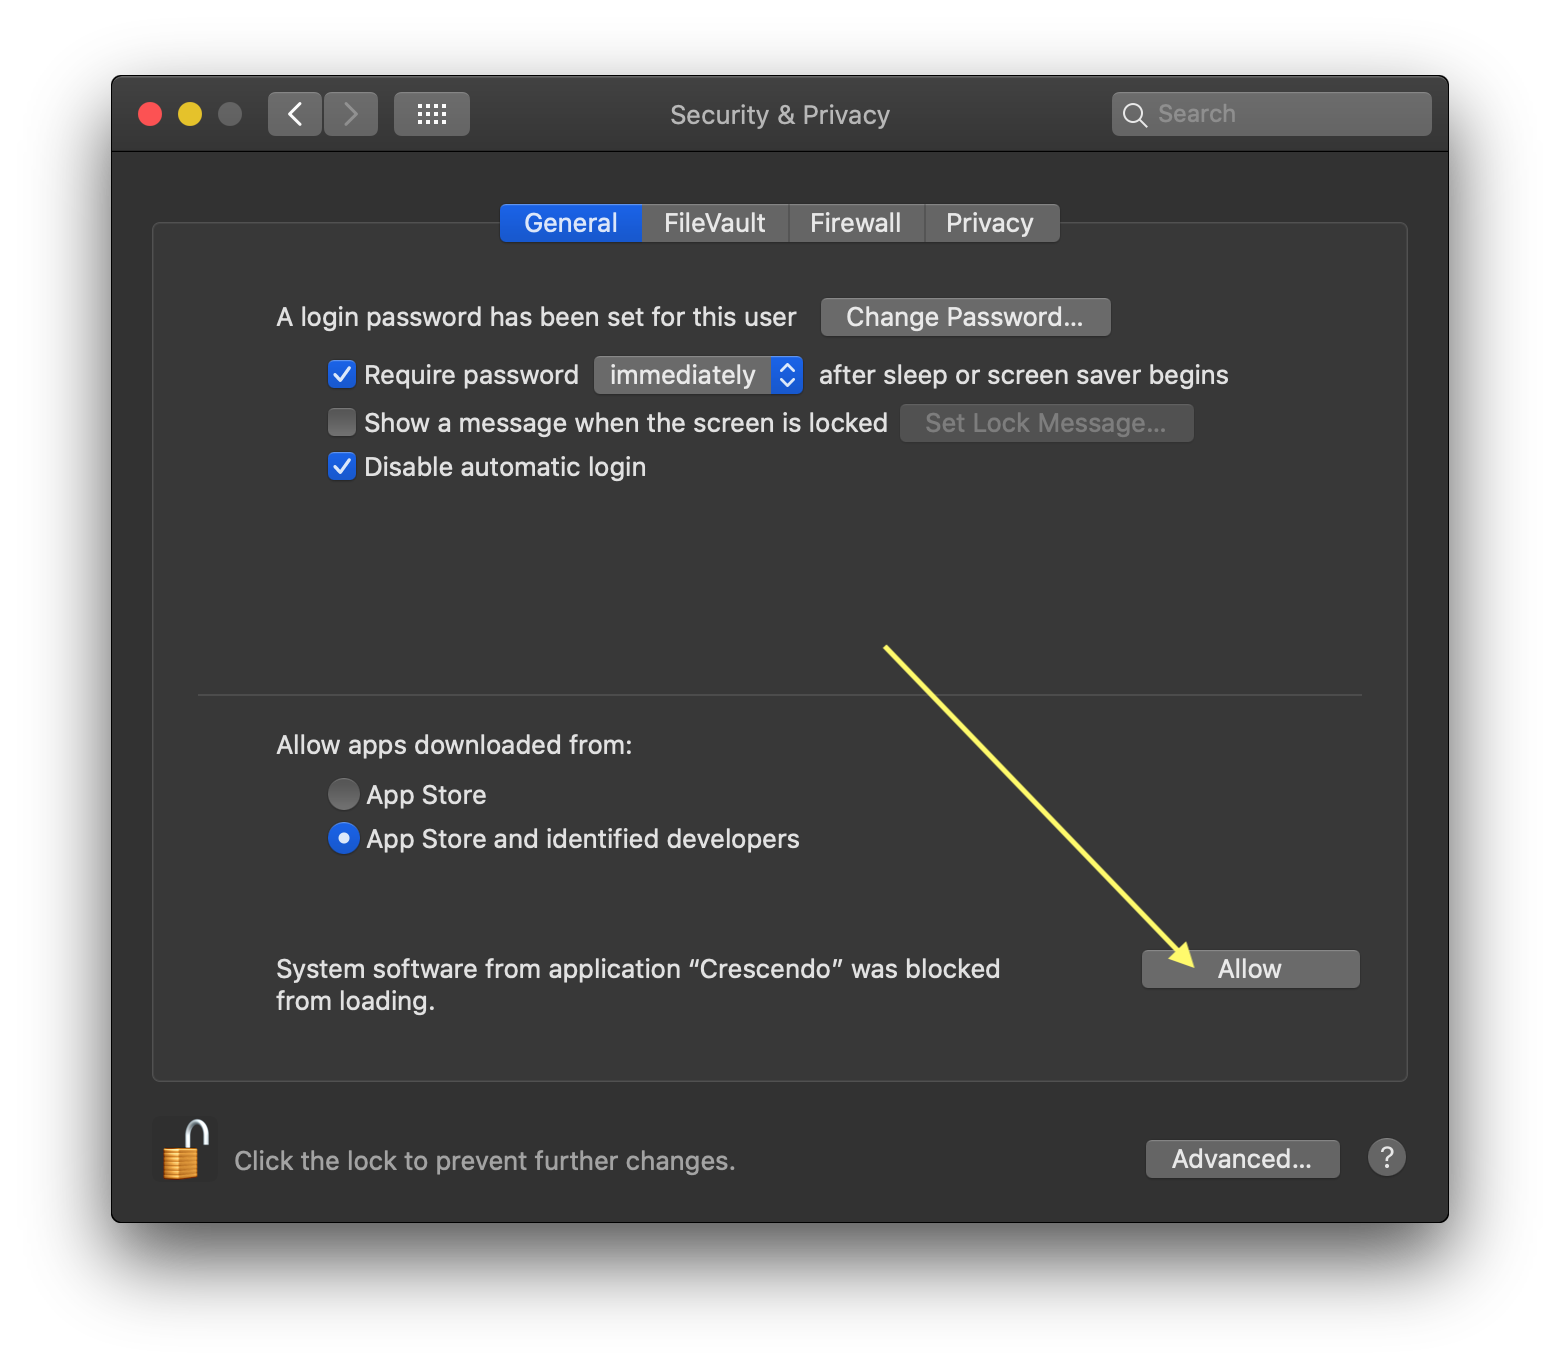 Security & Privacy
Search
General FileVault Firewall Privacy
A login password has been set for this user Change Password...
Require password immediately after sleep or screen saver begins
Show a message when the screen is locked Set Lock Message...
Disable automatic login
Allow apps downloaded from:
App Store
App Store and identified developers
System software from application “Crescendo” was blocked Allow
from loading.
Click the lock to prevent further changes. Advanced... ?